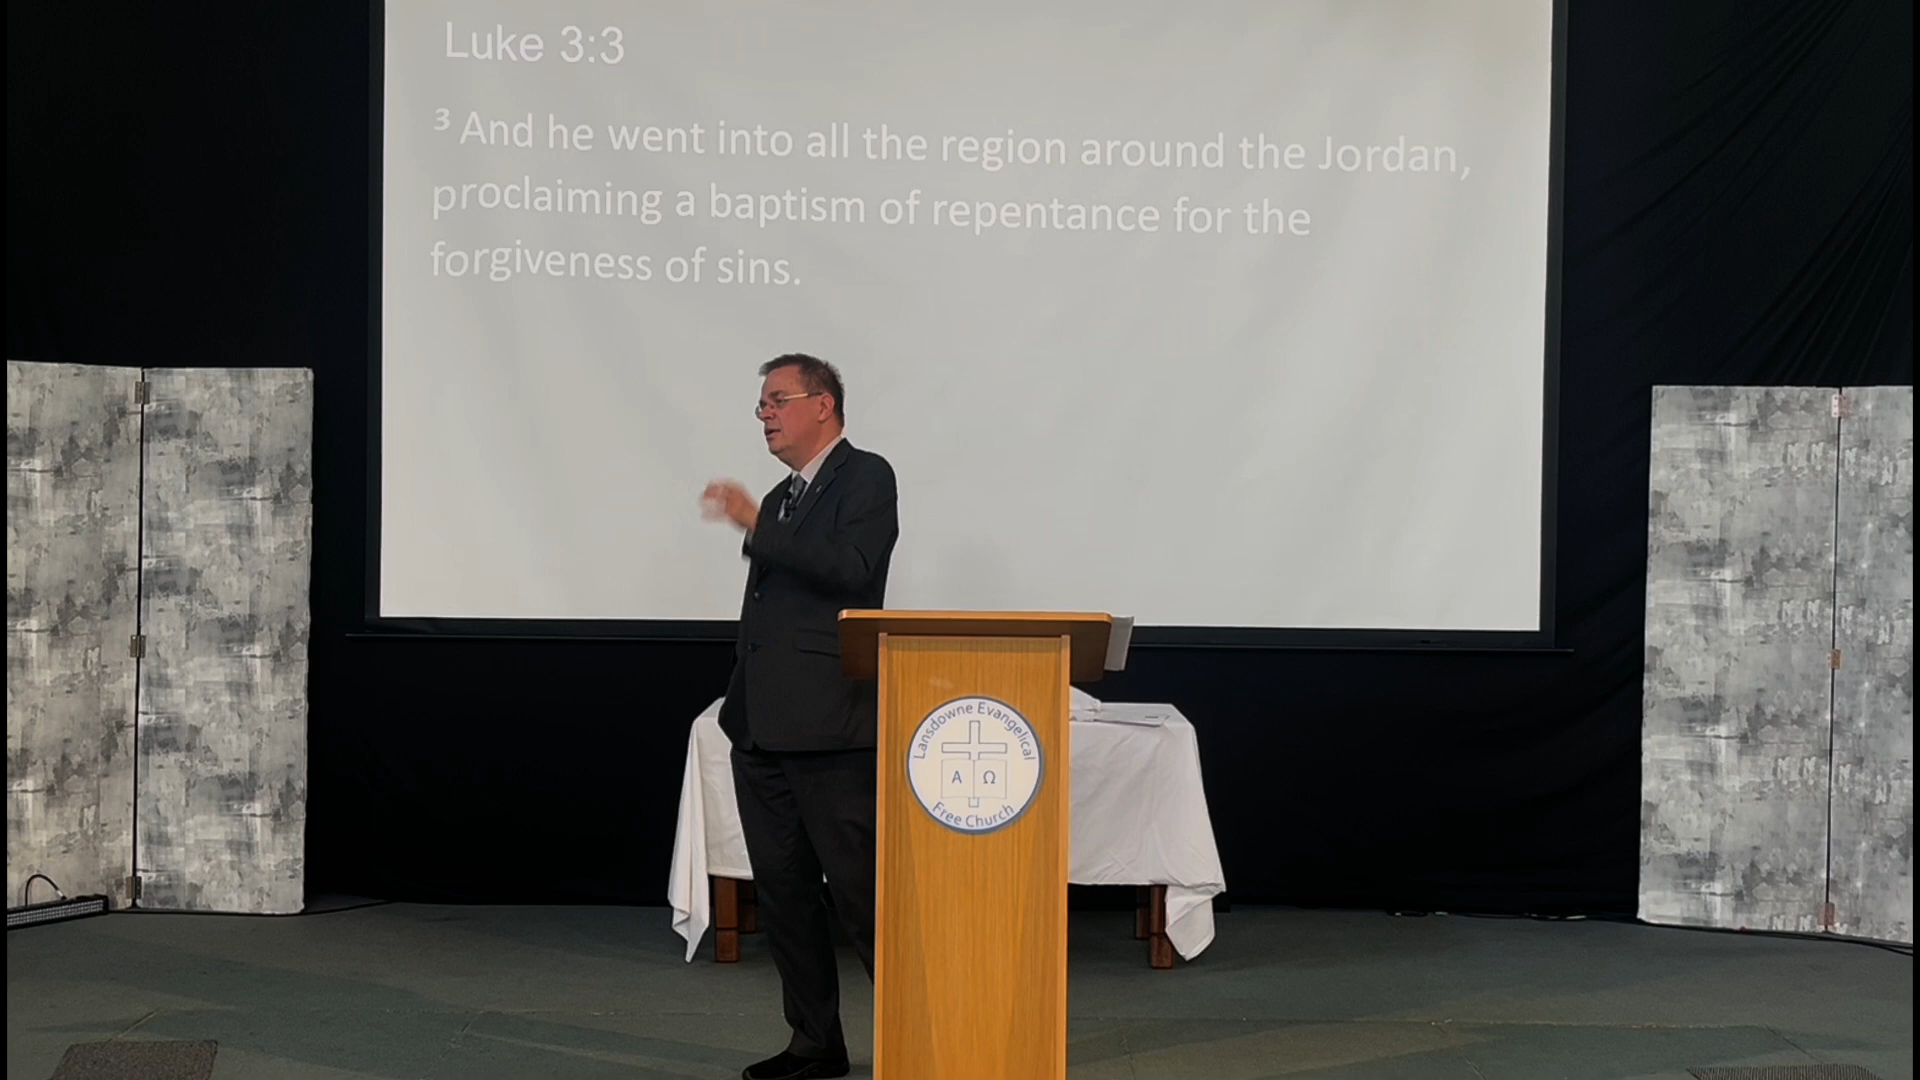 Luke 3:3
³ And he went into all the region around the Jordan,
proclaiming a baptism of repentance for the
forgiveness of sins.
Lansdowne Evangelical
Α Ω
Free Church